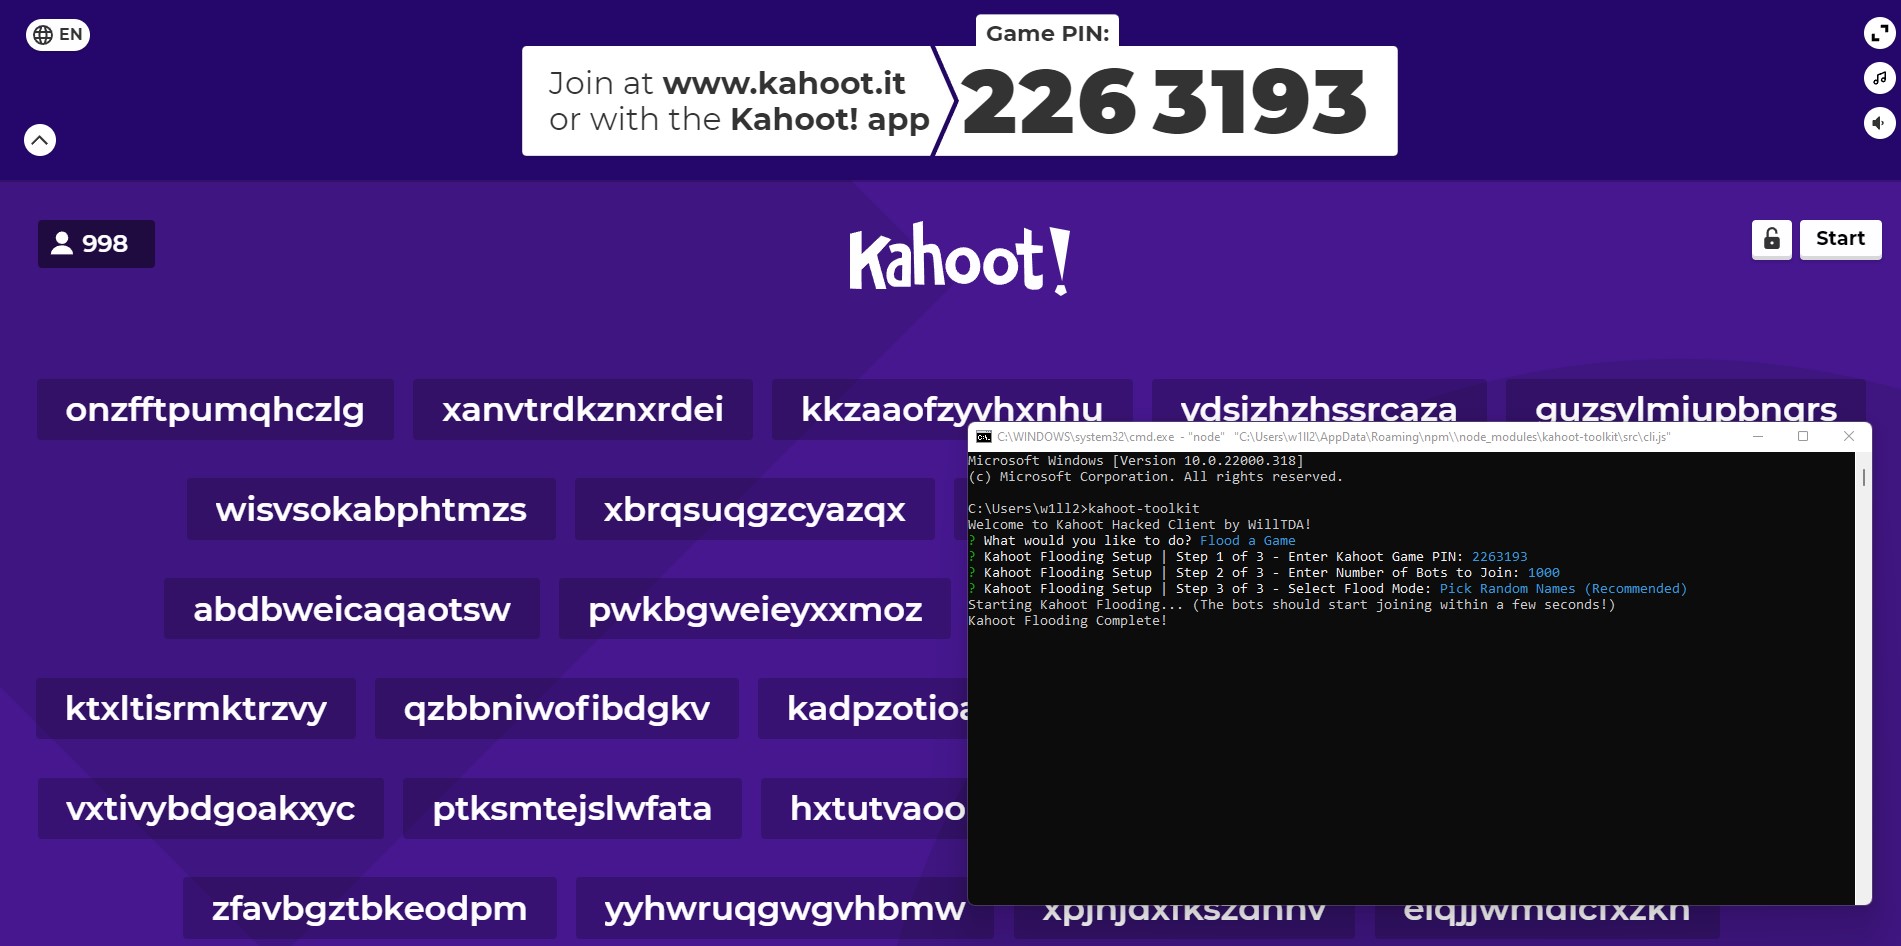 EN
Game PIN:
Join at www.kahoot.it
or with the Kahoot! app
226 3193
998
Kahoot!
Start
onzfftpumqhczlg xanvtrdkznxrdei kkzaaofzyvhxnhu vdsizhzhssrcaza guzsylmiupbngrs
wisvsokabphtmzs xbrqsuqgzcyazqx
abdbweicaqaotsw pwkbgweieyxxmoz
ktxltisrmktrzvy qzbbniwofibdgkv kadpzotioa
vxtivybdgoakxyc ptksmtejslwfata hxtutvaoo
zfavbgztbkeodpm yyhwruqgwgvhbmw
C:\WINDOWS\system32\cmd.exe - "node" "C:\Users\w1ll2\AppData\Roaming\npm\\node_modules\kahoot-toolkit\src\cli.js"
Microsoft Windows [Version 10.0.22000.318]
(c) Microsoft Corporation. All rights reserved.
C:\Users\w1ll2>kahoot-toolkit
Welcome to Kahoot Hacked Client by WillTDA!
? What would you like to do? Flood a Game
? Kahoot Flooding Setup | Step 1 of 3 - Enter Kahoot Game PIN: 2263193
? Kahoot Flooding Setup | Step 2 of 3 - Enter Number of Bots to Join: 1000
? Kahoot Flooding Setup | Step 3 of 3 - Select Flood Mode: Pick Random Names (Recommended)
Starting Kahoot Flooding... (The bots should start joining within a few seconds!)
Kahoot Flooding Complete!